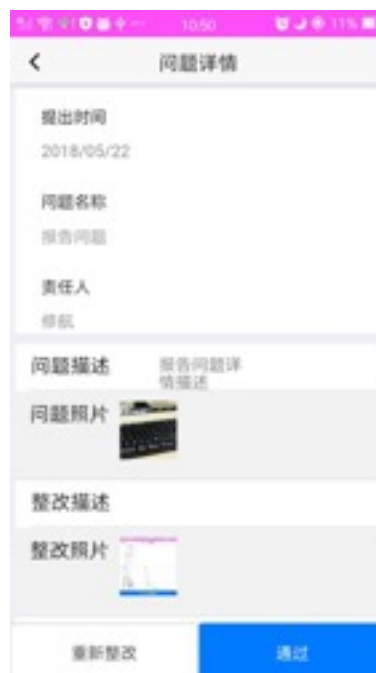 10:50
11%
问题详情
提出时间
2018/05/22
问题名称
报告问题
责任人
修航
问题描述
报告问题详
情描述
问题照片
整改描述
整改照片
重新整改
通过